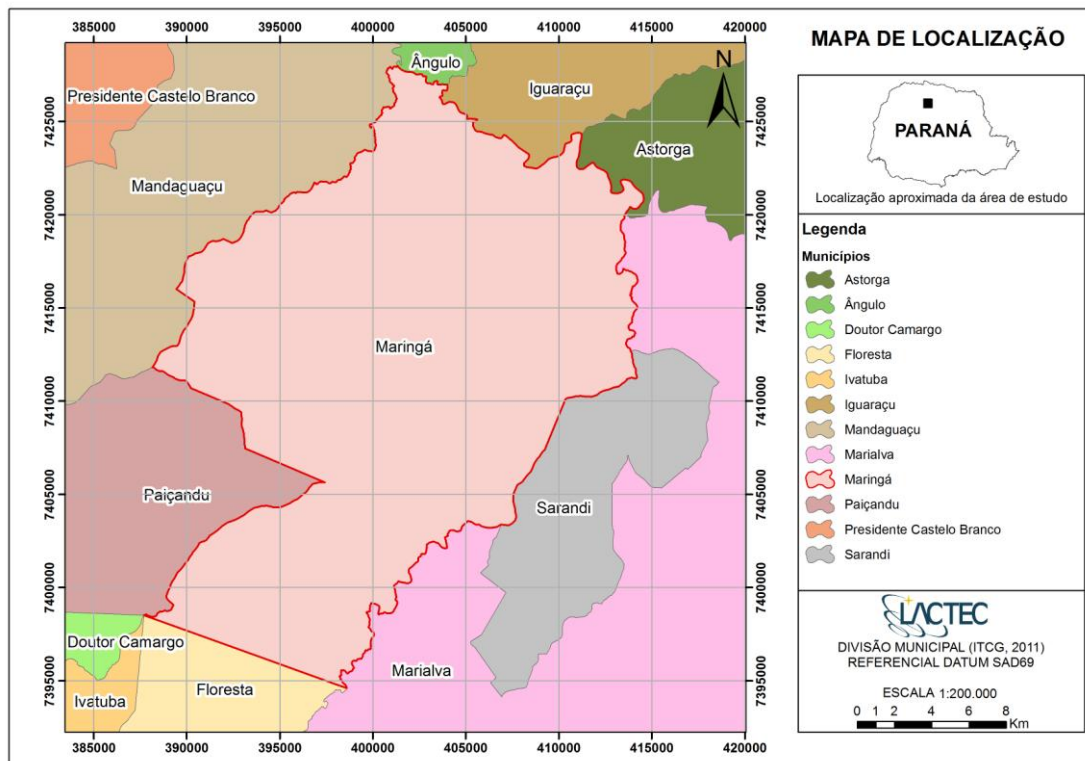 385000 390000 395000 400000 405000 410000 415000 420000
MAPA DE LOCALIZAÇÃO
Ângulo
N
Iguaraçu
Presidente Castelo Branco
Astorga
Mandaguaçu
Maringá
Paiçandu
Sarandi
Doutor Camargo
Marialva
Floresta
Ivatuba
7425000
7420000
7415000
7410000
7405000
7400000
7395000
7425000
7420000
7415000
7410000
7405000
7400000
7395000
385000 390000 395000 400000 405000 410000 415000 420000
PARANÁ
Localização aproximada da área de estudo
Legenda
Municípios
Astorga
Ângulo
Doutor Camargo
Floresta
Ivatuba
Iguaraçu
Mandaguaçu
Marialva
Maringá
Paiçandu
Presidente Castelo Branco
Sarandi
LACTEC
DIVISÃO MUNICIPAL (ITCG, 2011)
REFERENCIAL DATUM SAD69
ESCALA 1:200.000
0 1 2 4 6 8
Km